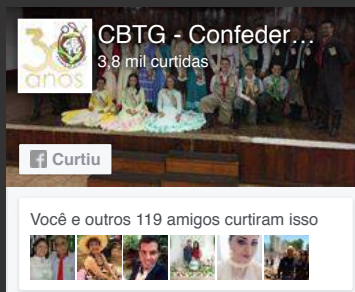 CBTG - Confeder...
3,8 mil curtidas
30
anos
Curtiu
Você e outros 119 amigos curtiram isso